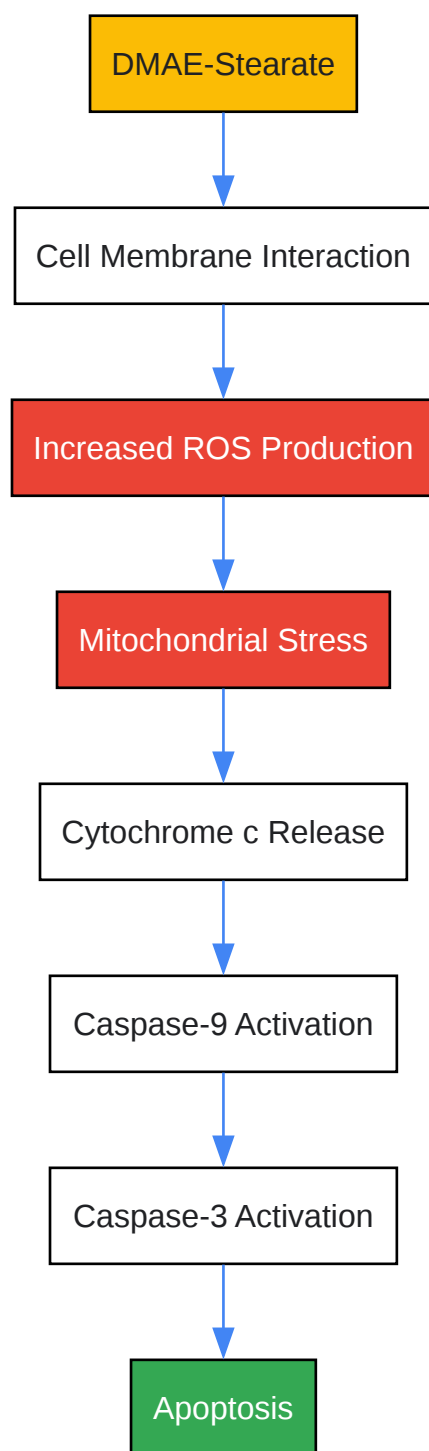 DMAE-Stearate
Cell Membrane Interaction
Increased ROS Production
Mitochondrial Stress
Cytochrome c Release
Caspase-9 Activation
Caspase-3 Activation
Apoptosis